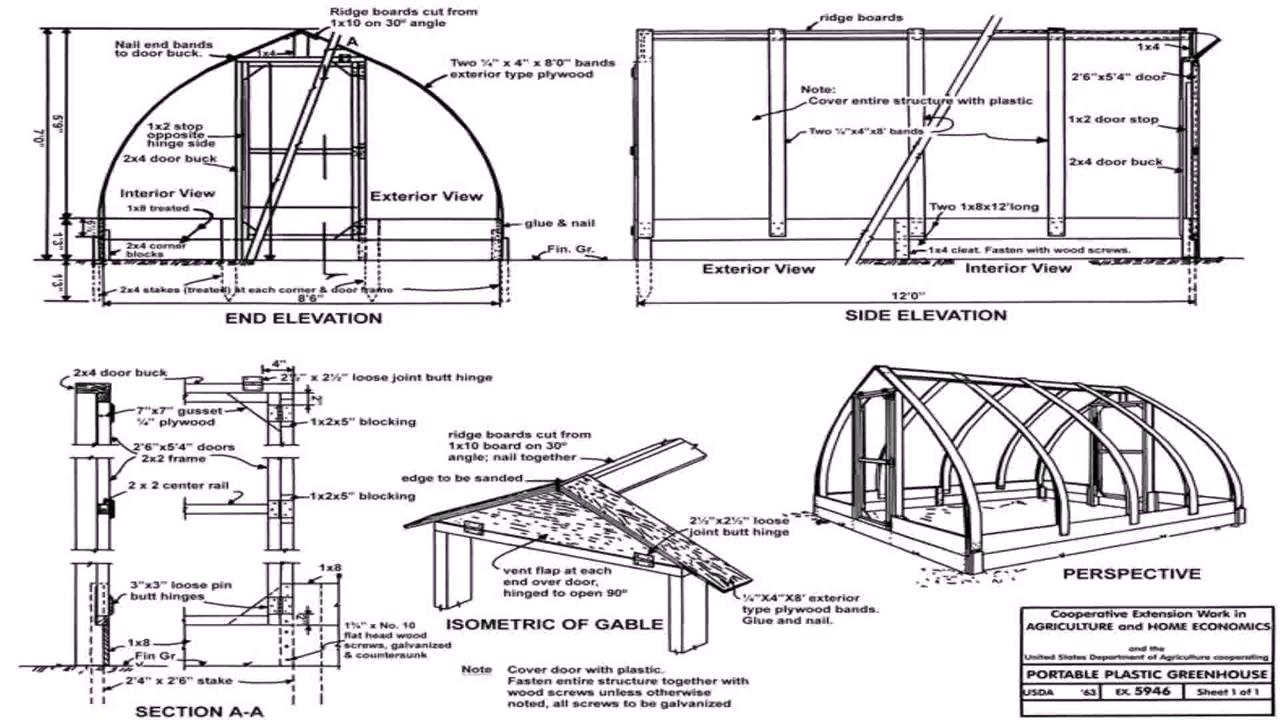 Ridge boards cut from
1x10 on 30° angle
A
Nail end bands
to door buck.
1x4
Two ¼" x 4" x 8'0" bands
exterior type plywood
7'0"
5'9"
1x2 stop
opposite
hinge side
2x4 door buck
Interior View
1x8 treated
Exterior View
glue & nail
1'3"
2x4 corner
blocks
Fin. Gr.
1'3"
2x4 stakes (treated) at each corner & door frame
8'6"
END ELEVATION
ridge boards
1x4
2'6"x5'4" door
Note:
Cover entire structure with plastic
1x2 door stop
Two ¼"x4"x8' bands
2x4 door buck
Two 1x8x12'long
1x4 cleat. Fasten with wood screws.
Exterior View
Interior View
12'0"
SIDE ELEVATION
4"
2x4 door buck
2½" x 2½" loose joint butt hinge
2"
7"x7" gusset
¼" plywood
1x2x5" blocking
2'6"x5'4" doors
2x2 frame
2 x 2 center rail
1x2x5" blocking
1x8
3"x3" loose pin
butt hinges
1¾" x No. 10
flat head wood
screws, galvanized
& countersunk
1x8
Fin Gr
2'4" x 2'6" stake
SECTION A-A
ridge boards cut from
1x10 board on 30°
angle; nail together
edge to be sanded
2½"x2½" loose
joint butt hinge
vent flap at each
end over door,
hinged to open 90°
¼"X4"X8' exterior
type plywood bands.
Glue and nail.
ISOMETRIC OF GABLE
Note
Cover door with plastic.
Fasten entire structure together with
wood screws unless otherwise
noted, all screws to be galvanized
PERSPECTIVE
Cooperative Extension Work in
AGRICULTURE and HOME ECONOMICS
and the
United States Department of Agriculture cooperating
PORTABLE PLASTIC GREENHOUSE
USDA '63 EX. 5946 Sheet 1 of 1